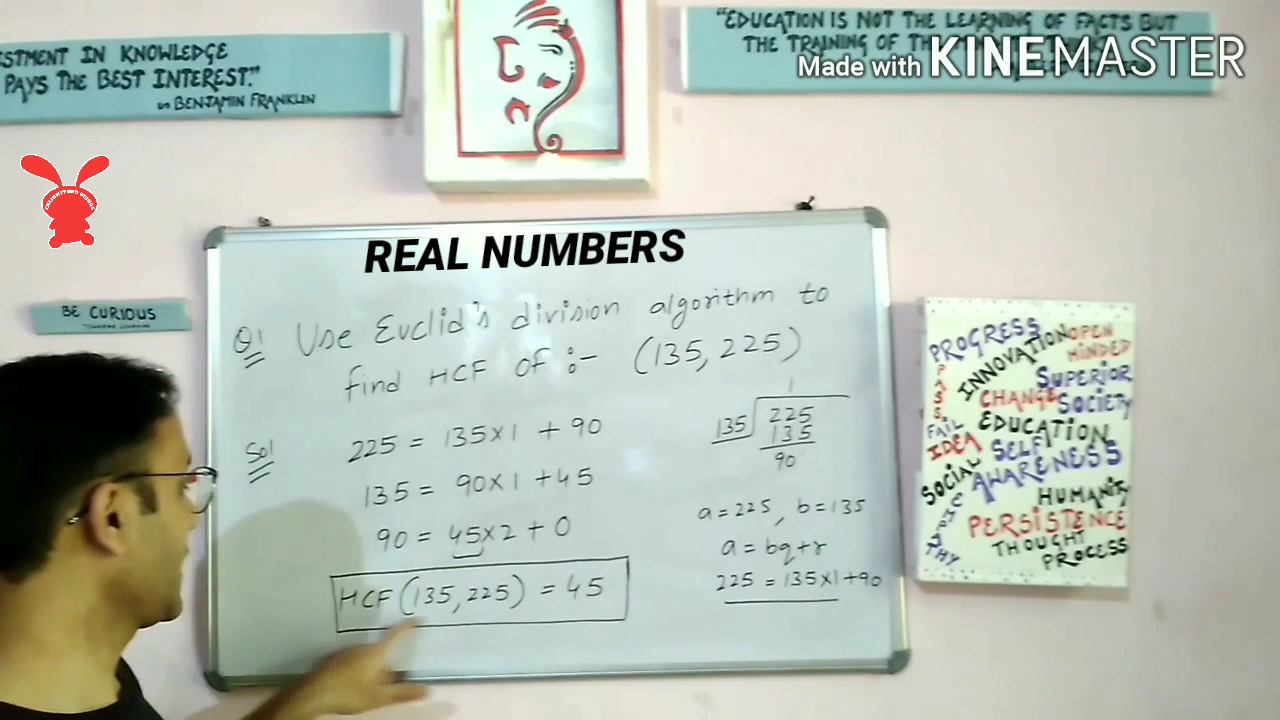 ESTMENT IN KNOWLEDGE
PAYS THE BEST INTEREST."
BENJAMIN FRANKLIN
"EDUCATION IS NOT THE LEARNING OF FACTS BUT
THE TRAINING OF
Made with KINEMASTER
BE CURIOUS
REAL NUMBERS
Q1 Use Euclid's division algorithm to
find HCF of :- (135, 225)
Sol
225 = 135×1 + 90
135 = 90×1 + 45
90 = 45×2 + 0
HCF (135, 225) = 45
1
135 225
135
90
a=225, b=135
a=bq+r
225 = 135×1+90
PROGRESS
OPEN
MINDED
INNOVATION
PASS
SUPERIOR
CHANGE
SOCIETY
FAIL
EDUCATION
IDEA
SELF
AWARENESS
SOCIAL
HUMANITY
PERSISTENCE
THOUGHT
PROCESS